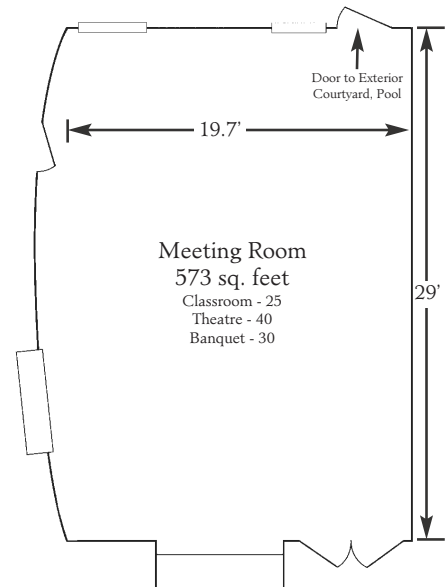 Door to Exterior
Courtyard, Pool
19.7’
Meeting Room
573 sq. feet
Classroom - 25
Theatre - 40
Banquet - 30
29’